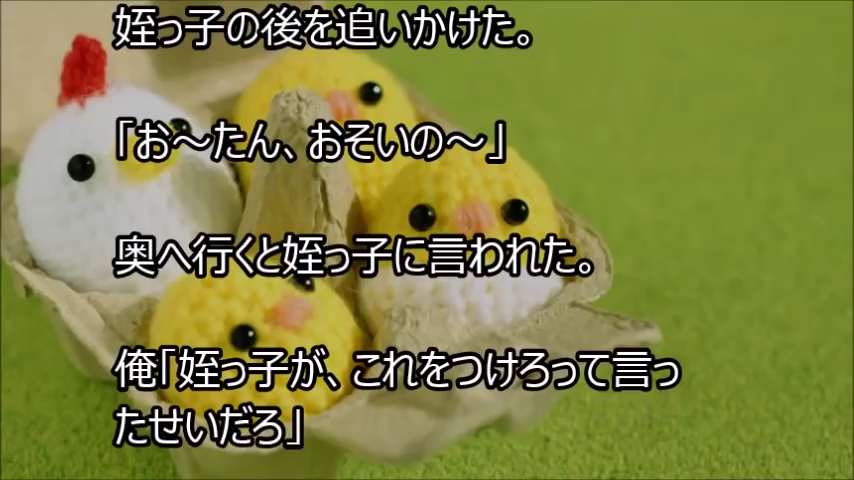 姪っ子の後を追いかけた。
「お〜たん、おそいの〜」
奥へ行くと姪っ子に言われた。
俺「姪っ子が、これをつけろって言っ
たせいだろ」